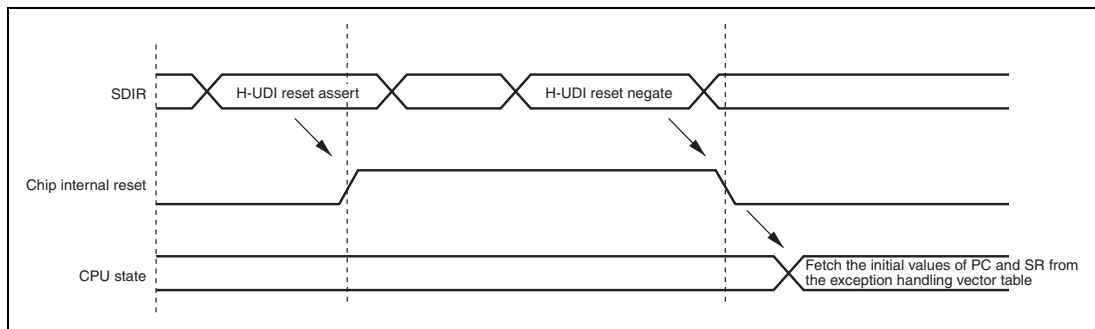 SDIR
H-UDI reset assert
H-UDI reset negate
Chip internal reset
CPU state
Fetch the initial values of PC and SR from
the exception handling vector table